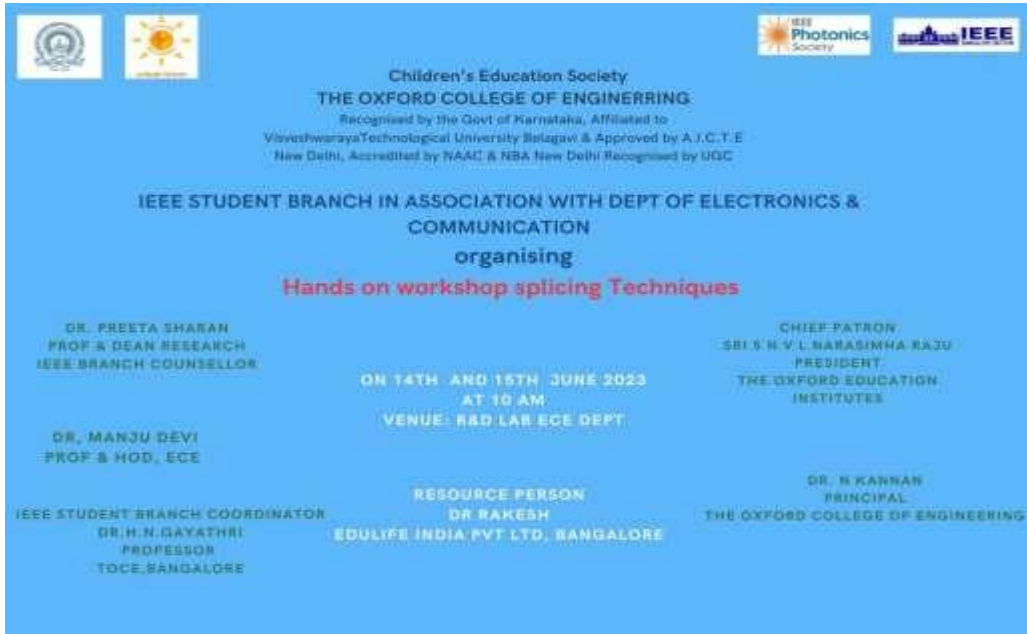 IEEE
Photonics
Society
IEEE
Children's Education Society
THE OXFORD COLLEGE OF ENGINERRING
Recognised by the Govt of Karnataka, Affiliated to
VisveshwarayaTechnological University Belagavi & Approved by A.I.C.T.E
New Delhi, Accredited by NAAC & NBA New Delhi Recognised by UGC
IEEE STUDENT BRANCH IN ASSOCIATION WITH DEPT OF ELECTRONICS &
COMMUNICATION
organising
Hands on workshop splicing Techniques
DR. PREETA SHARAN
PROF & DEAN RESEARCH
IEEE BRANCH COUNSELLOR
DR, MANJU DEVI
PROF & HOD, ECE
IEEE STUDENT BRANCH COORDINATOR
DR.H.N.GAYATHRI
PROFESSOR
TOCE,BANGALORE
ON 14TH AND 15TH JUNE 2023
AT 10 AM
VENUE: R&D LAB ECE DEPT
RESOURCE PERSON
DR RAKESH
EDULIFE INDIA PVT LTD, BANGALORE
CHIEF PATRON
SRI S N V L NARASIMHA RAJU
PRESIDENT
THE OXFORD EDUCATION
INSTITUTES
DR. N KANNAN
PRINCIPAL
THE OXFORD COLLEGE OF ENGINEERING